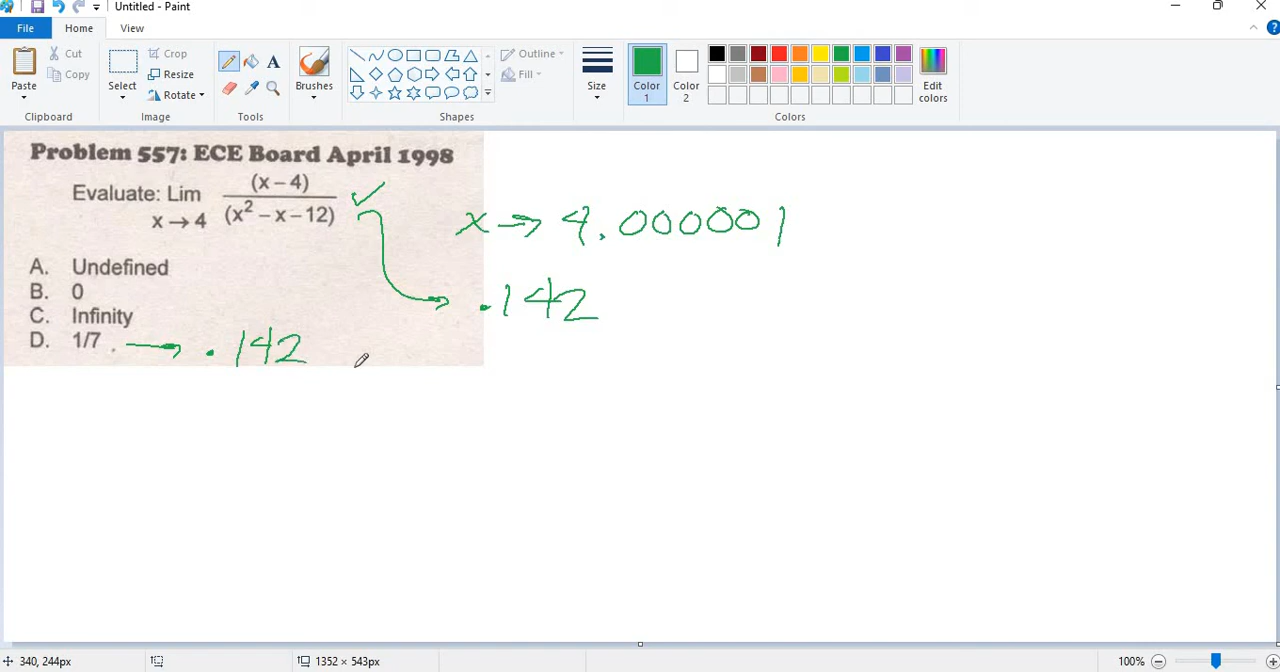 Untitled - Paint
File
Home
View
Paste
Cut
Copy
Clipboard
Select
Crop
Resize
Rotate
Image
A
Tools
Brushes
Outline
Fill
Shapes
Size
Color 1
Color 2
Edit colors
Colors
Problem 557: ECE Board April 1998
Evaluate: Lim x → 4 (x – 4) / (x² – x – 12)
x → 4.000001
A. Undefined
B. 0
C. Infinity
.142
D. 1/7 → .142
340, 244px
1352 × 543px
100%